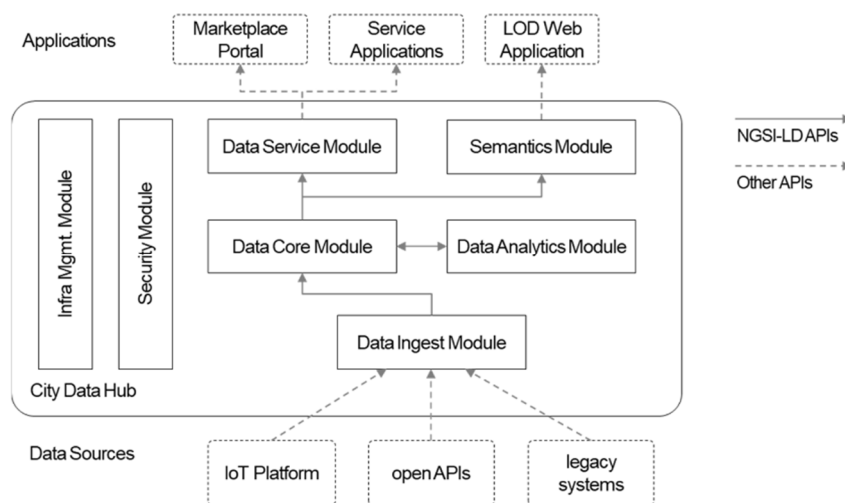 Applications
Marketplace
Portal
Service
Applications
LOD Web
Application
Data Service Module
Semantics Module
NGSI-LD APIs
Other APIs
Infra Mgmt. Module
Security Module
Data Core Module
Data Analytics Module
Data Ingest Module
City Data Hub
Data Sources
IoT Platform
open APIs
legacy
systems